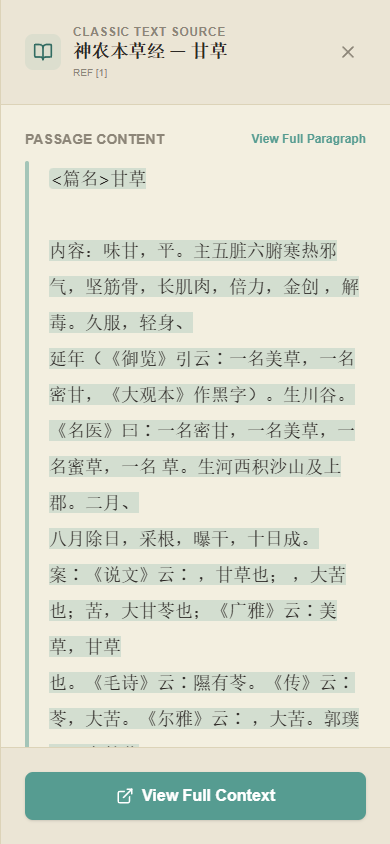 CLASSIC TEXT SOURCE
神农本草经 — 甘草
REF [1]
PASSAGE CONTENT
View Full Paragraph
<篇名>甘草
内容：味甘，平。主五脏六腑寒热邪
气，坚筋骨，长肌肉，倍力，金创 ，解
毒。久服，轻身、
延年（《御览》引云：一名美草，一名
密甘，《大观本》作黑字）。生川谷。
《名医》曰：一名密甘，一名美草，一
名蜜草，一名 草。生河西积沙山及上
郡。二月、
八月除日，采根，曝干，十日成。
案：《说文》云： ，甘草也； ，大苦
也；苦，大甘苓也；《广雅》云：美
草，甘草
也。《毛诗》云：隰有苓。《传》云：
苓，大苦。《尔雅》云： ，大苦。郭璞
View Full Context